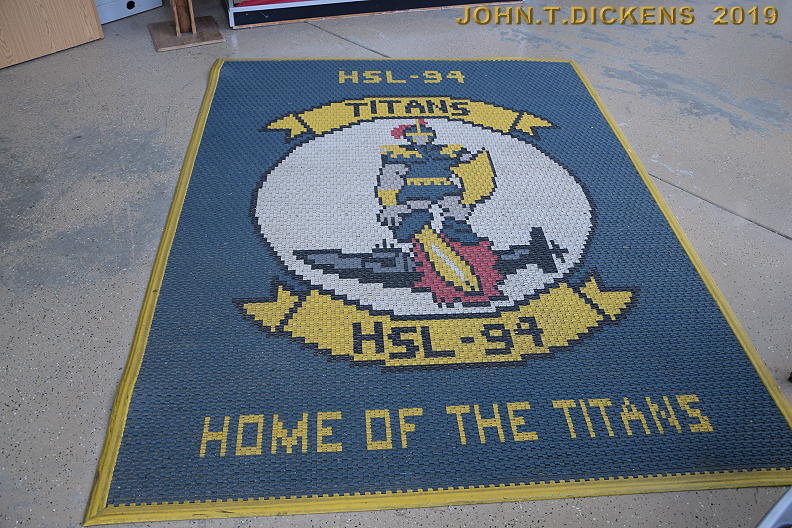 JOHN.T.DICKENS 2019
HSL-94
TITANS
HSL-94
HOME OF THE TITANS